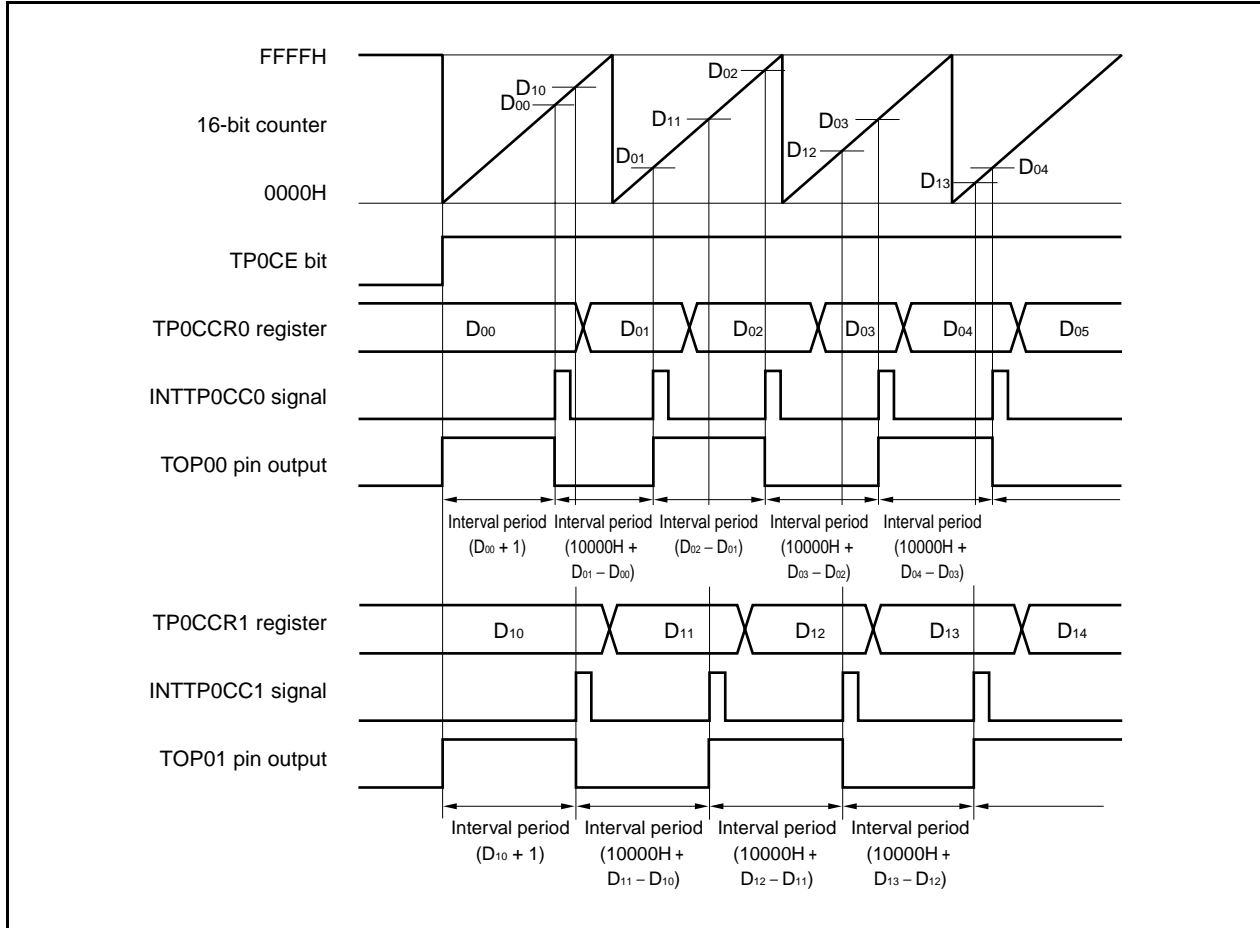 FFFFH
D10
D00
D02
16-bit counter
D11
D03
D01
D12
D04
D13
0000H
TP0CE bit
TP0CCR0 register
D00
D01
D02
D03
D04
D05
INTTP0CC0 signal
TOP00 pin output
Interval period
(D00 + 1)
Interval period
(10000H +
D01 – D00)
Interval period
(D02 – D01)
Interval period
(10000H +
D03 – D02)
Interval period
(10000H +
D04 – D03)
TP0CCR1 register
D10
D11
D12
D13
D14
INTTP0CC1 signal
TOP01 pin output
Interval period
(D10 + 1)
Interval period
(10000H +
D11 – D10)
Interval period
(10000H +
D12 – D11)
Interval period
(10000H +
D13 – D12)